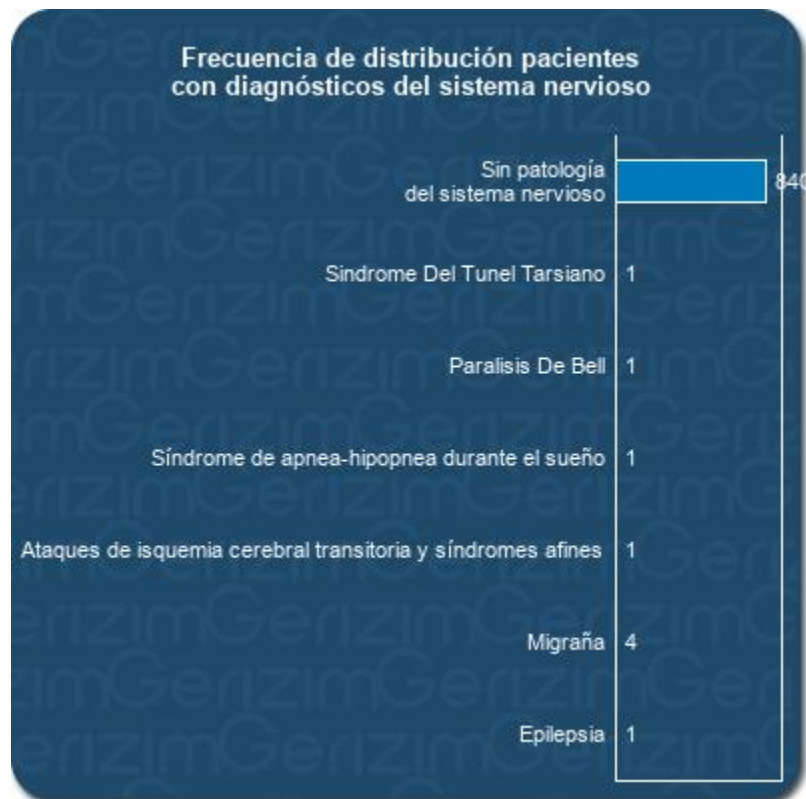 Frecuencia de distribución pacientes
con diagnósticos del sistema nervioso
Sin patología
del sistema nervioso
840
Sindrome Del Tunel Tarsiano 1
Paralisis De Bell 1
Síndrome de apnea-hipopnea durante el sueño 1
Ataques de isquemia cerebral transitoria y síndromes afines 1
Migraña 4
Epilepsia 1